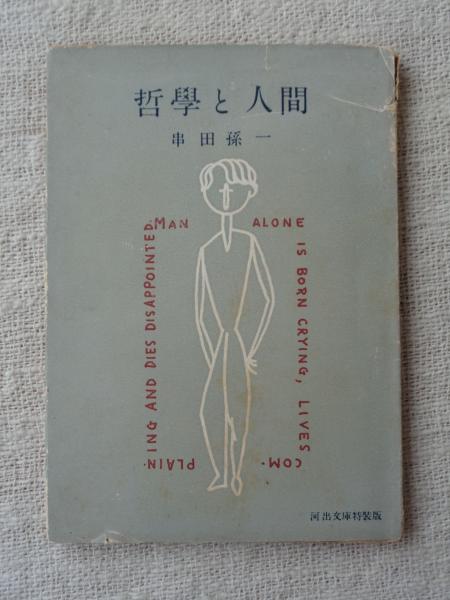 哲學と人間
串田孫一
MAN ALONE
IS BORN CRYING, LIVES
COM-
PLAIN-
ING AND DIES DISAPPOINTED.
河出文庫特装版